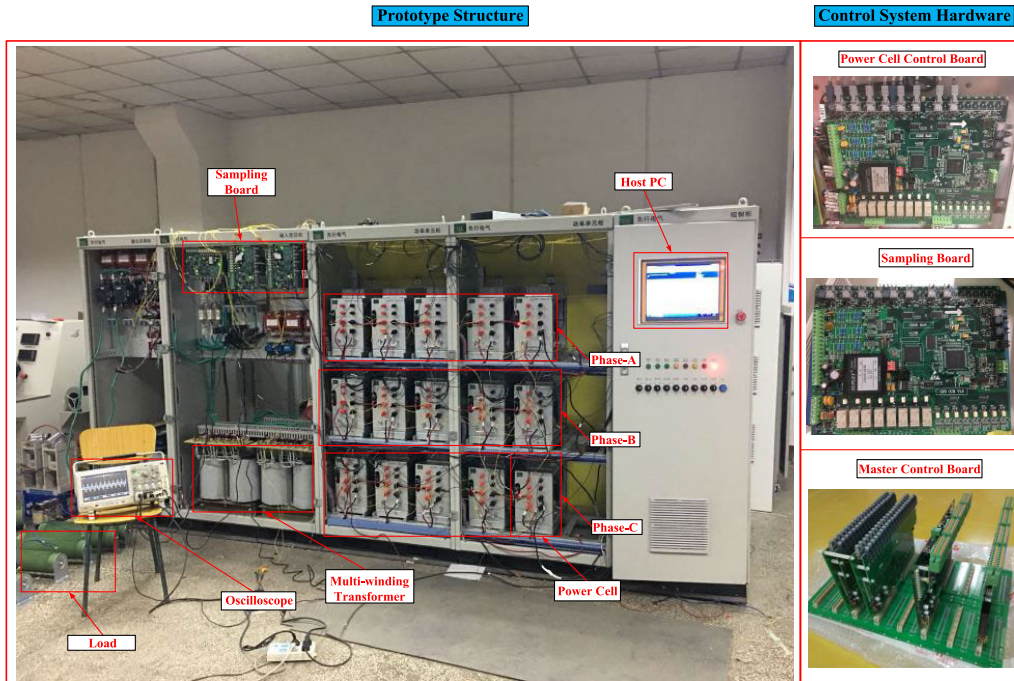 Prototype Structure
Control System Hardware
Power Cell Control Board
Sampling
Board
Host PC
Sampling Board
Phase-A
Phase-B
Master Control Board
Phase-C
Multi-winding
Transformer
Power Cell
Oscilloscope
Load